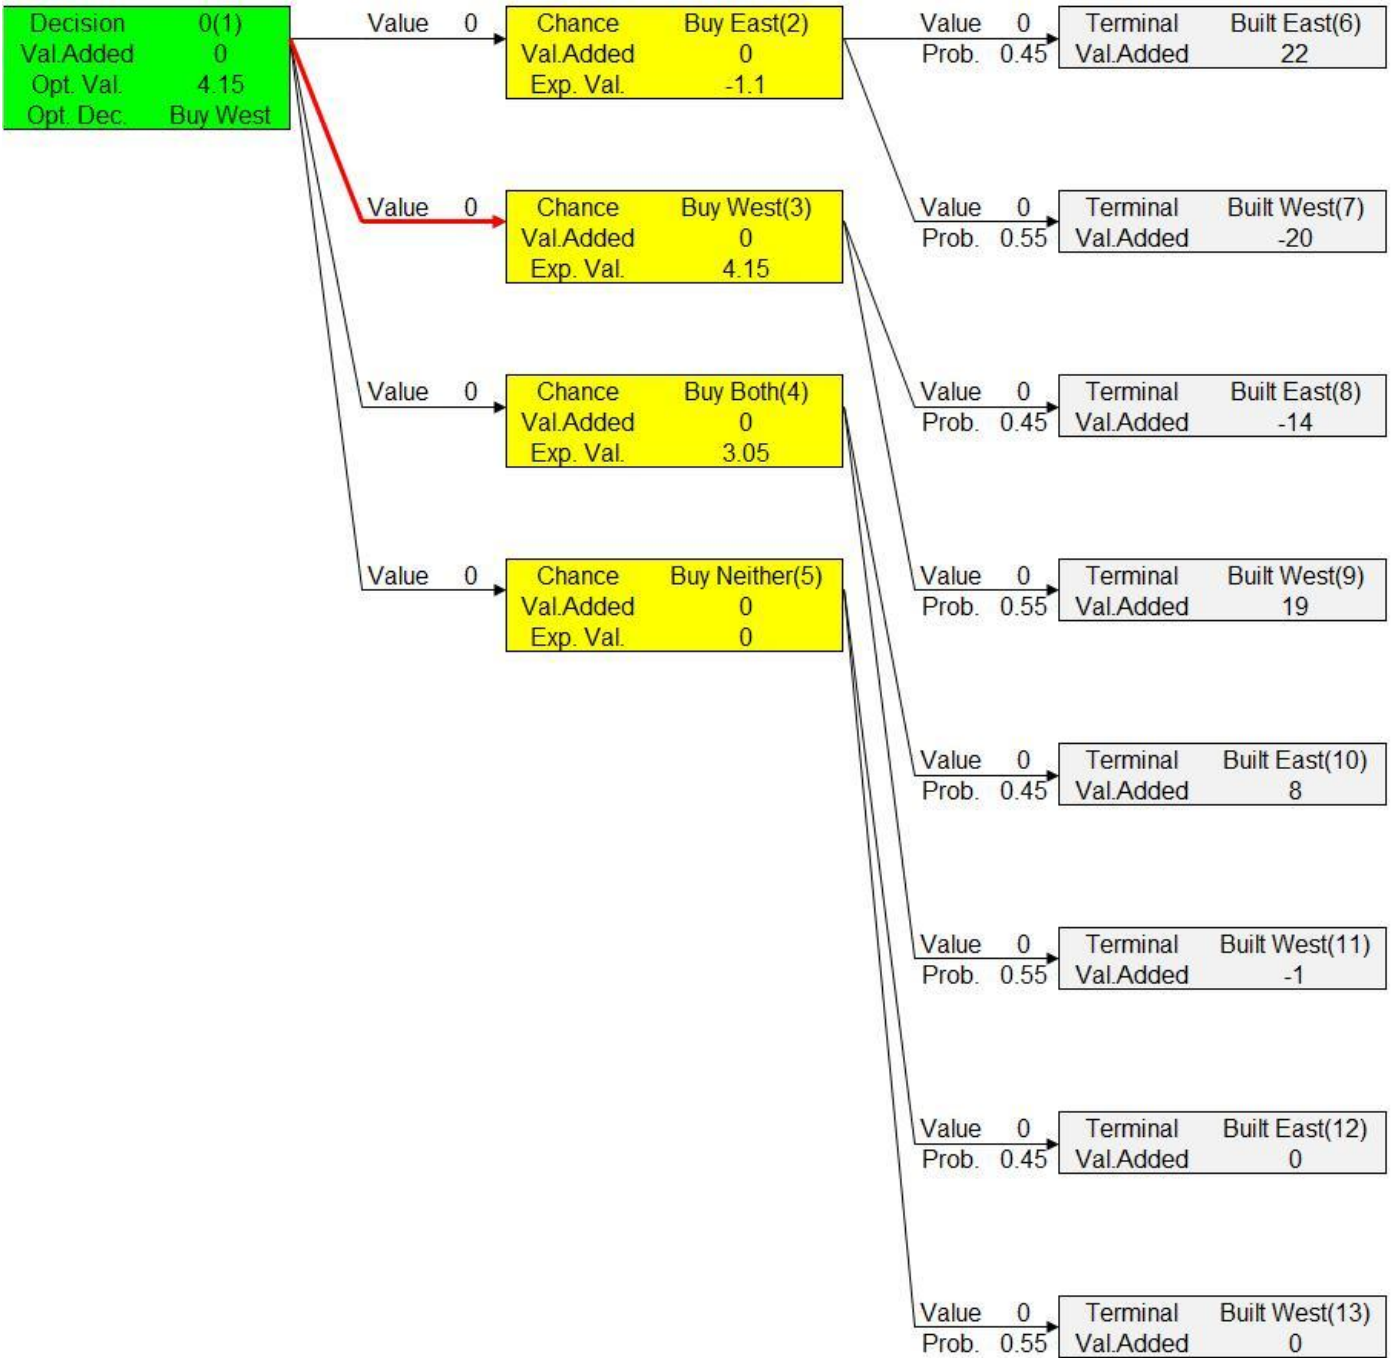 Decision 0(1)
Val.Added 0
Opt. Val. 4.15
Opt. Dec. Buy West
Value 0
Chance Buy East(2)
Val.Added 0
Exp. Val. -1.1
Value 0
Prob. 0.45
Terminal Built East(6)
Val.Added 22
Value 0
Prob. 0.55
Terminal Built West(7)
Val.Added -20
Value 0
Chance Buy West(3)
Val.Added 0
Exp. Val. 4.15
Value 0
Prob. 0.45
Terminal Built East(8)
Val.Added -14
Value 0
Prob. 0.55
Terminal Built West(9)
Val.Added 19
Value 0
Chance Buy Both(4)
Val.Added 0
Exp. Val. 3.05
Value 0
Prob. 0.45
Terminal Built East(10)
Val.Added 8
Value 0
Prob. 0.55
Terminal Built West(11)
Val.Added -1
Value 0
Chance Buy Neither(5)
Val.Added 0
Exp. Val. 0
Value 0
Prob. 0.45
Terminal Built East(12)
Val.Added 0
Value 0
Prob. 0.55
Terminal Built West(13)
Val.Added 0